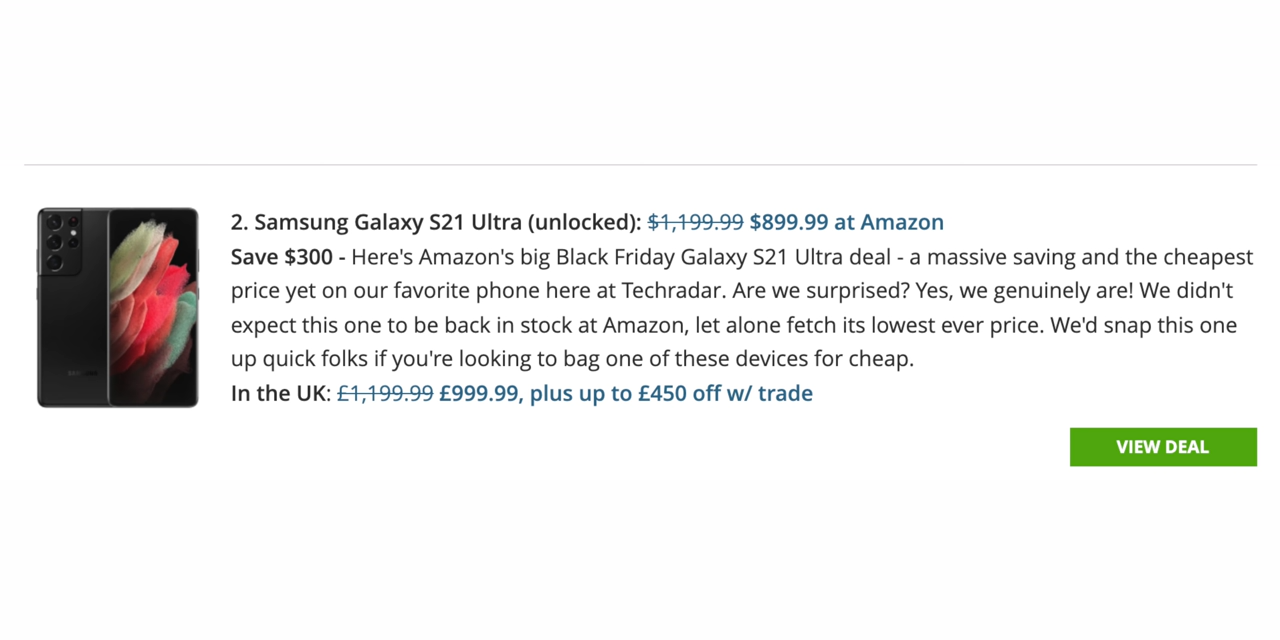 2. Samsung Galaxy S21 Ultra (unlocked): $1,199.99 $899.99 at Amazon
Save $300 - Here's Amazon's big Black Friday Galaxy S21 Ultra deal - a massive saving and the cheapest
price yet on our favorite phone here at Techradar. Are we surprised? Yes, we genuinely are! We didn't
expect this one to be back in stock at Amazon, let alone fetch its lowest ever price. We'd snap this one
up quick folks if you're looking to bag one of these devices for cheap.
In the UK: £1,199.99 £999.99, plus up to £450 off w/ trade
VIEW DEAL
SAMSUNG